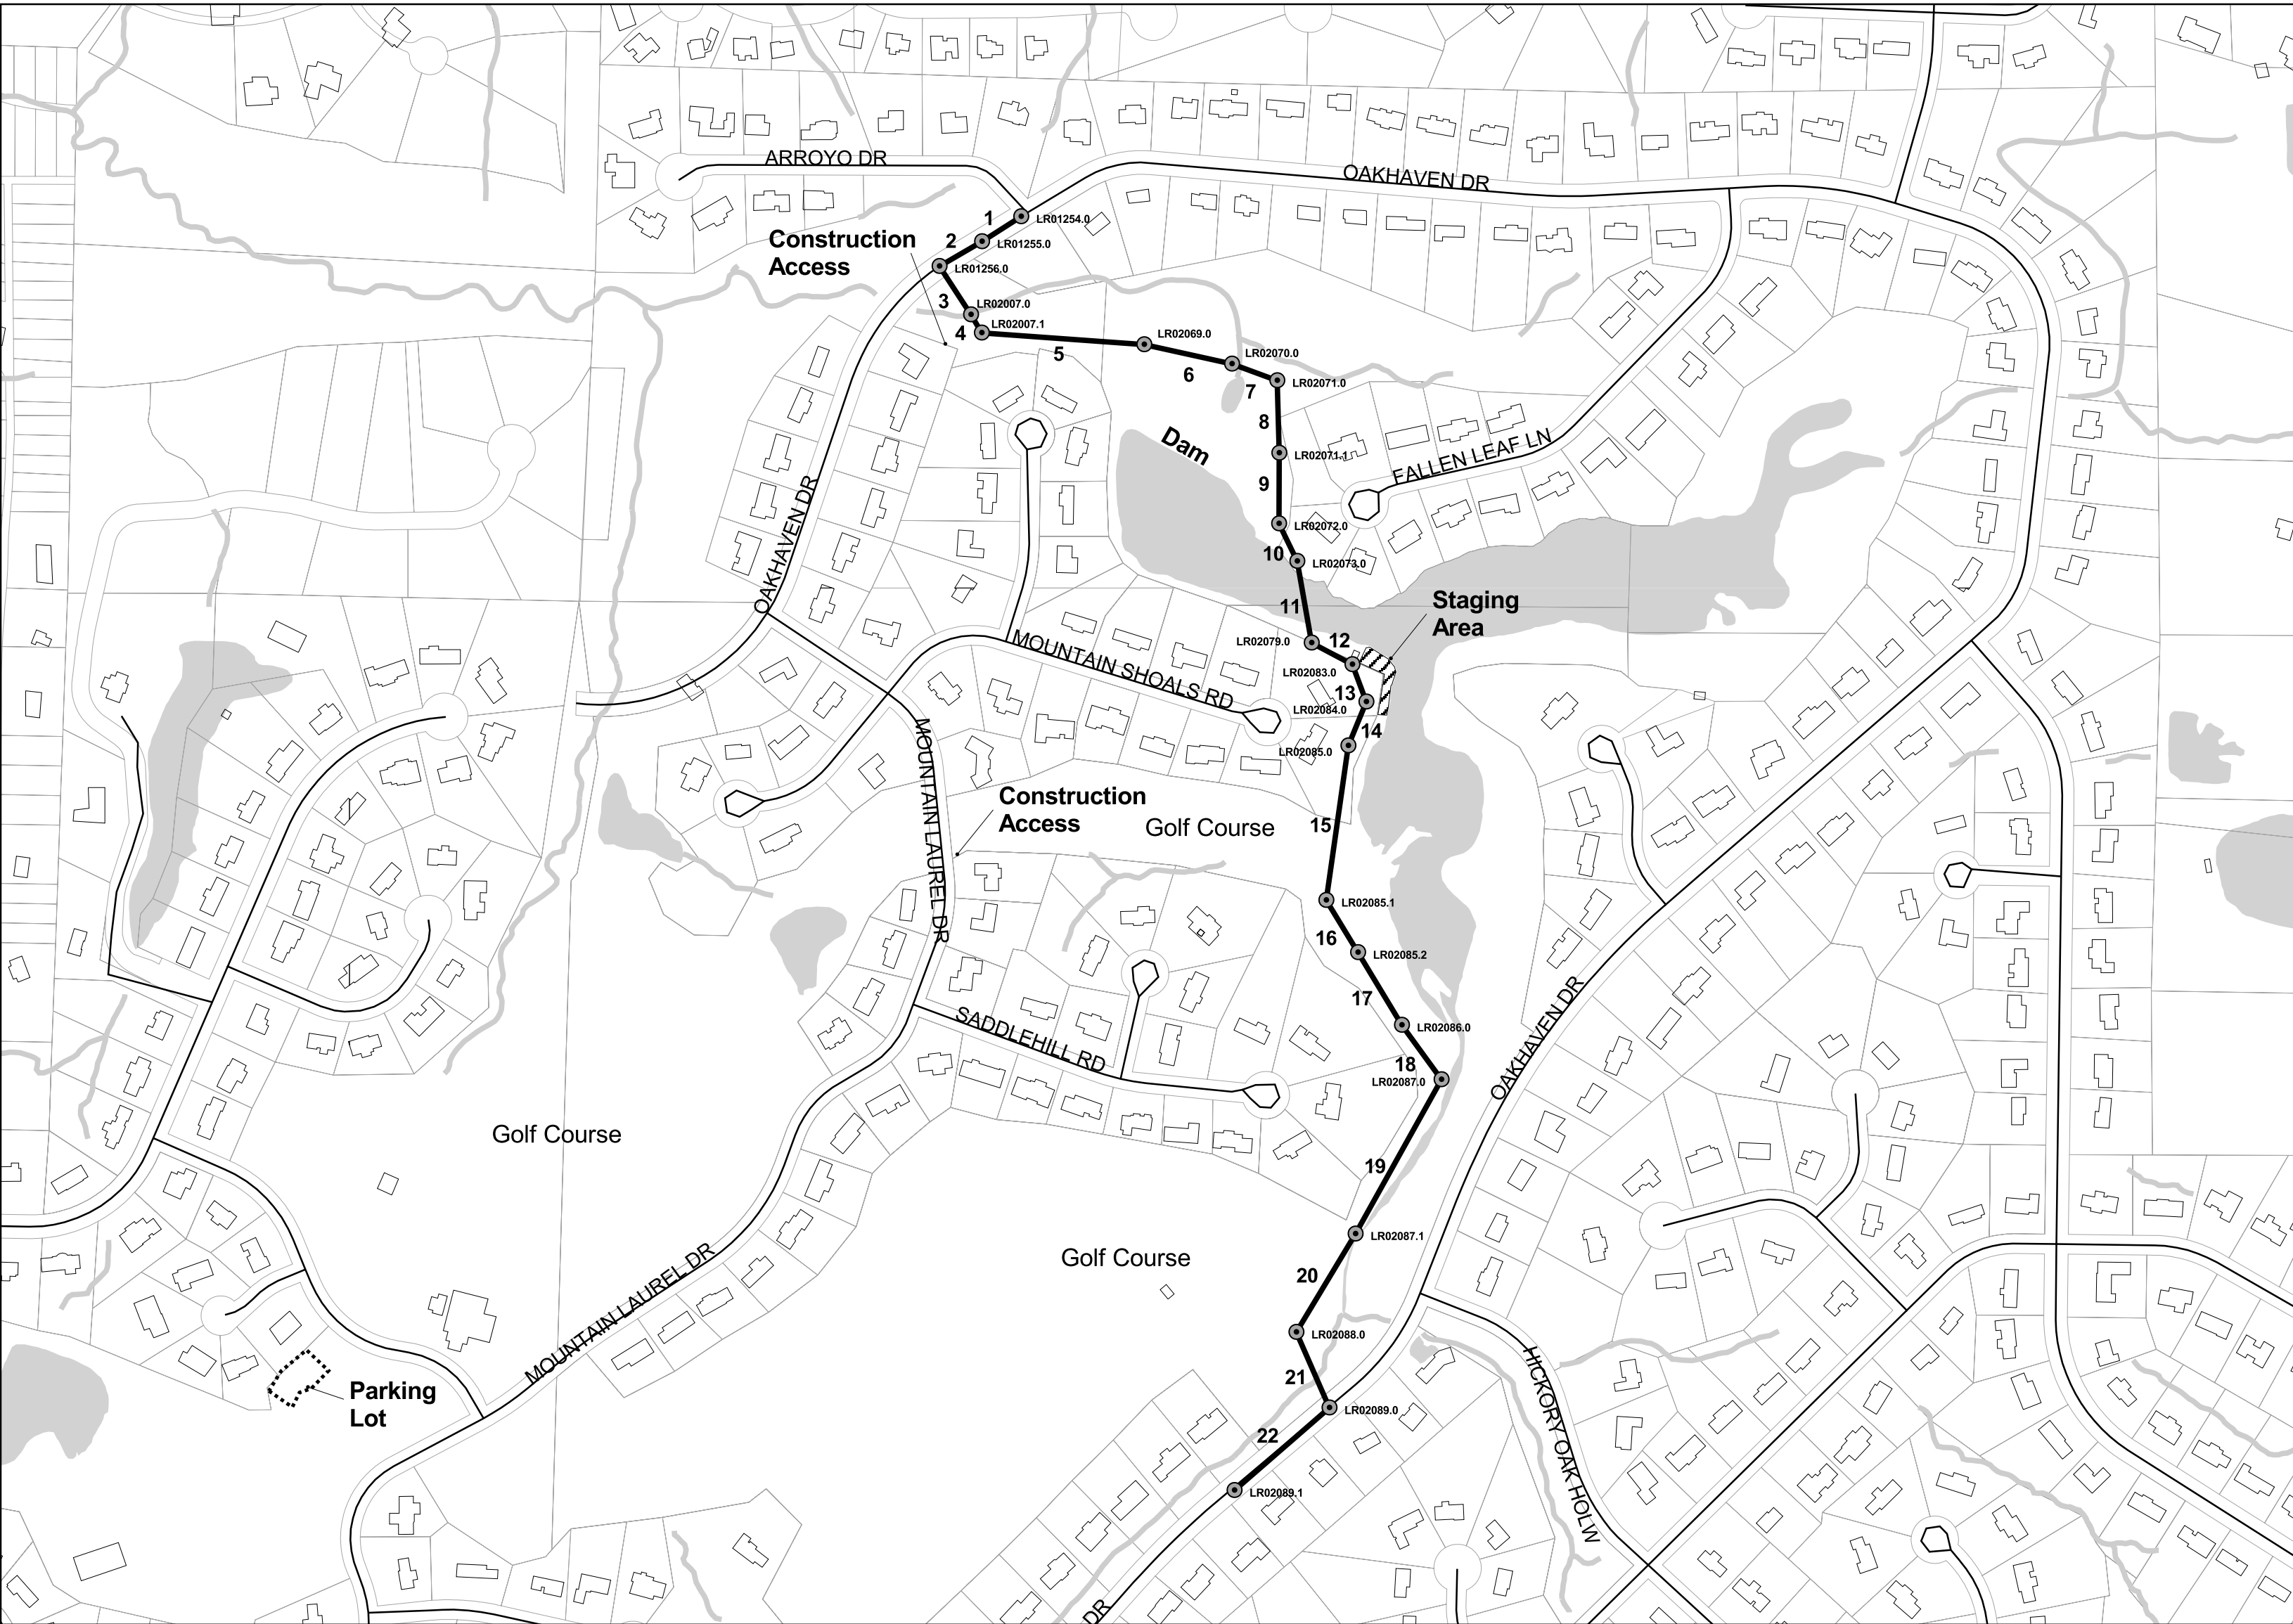 ARROYO DR
OAKHAVEN DR
1
LR01254.0
2
LR01255.0
Construction
Access
LR01256.0
3
LR02007.0
4
LR02007.1
5
LR02069.0
6
LR02070.0
7
LR02071.0
8
Dam
LR02071.1
FALLEN LEAF LN
9
LR02072.0
OAKHAVEN DR
10
LR02073.0
11
Staging
Area
MOUNTAIN SHOALS RD
LR02079.0
12
LR02083.0
13
LR02084.0
14
LR02085.0
MOUNTAIN LAUREL DR
Construction
Access
Golf Course
15
LR02085.1
16
LR02085.2
17
LR02086.0
SADDLEHILL RD
OAKHAVEN DR
18
LR02087.0
Golf Course
19
LR02087.1
Golf Course
20
MOUNTAIN LAUREL DR
LR02088.0
21
Parking
Lot
HICKORY OAK HOLW
LR02089.0
22
LR02089.1
DR